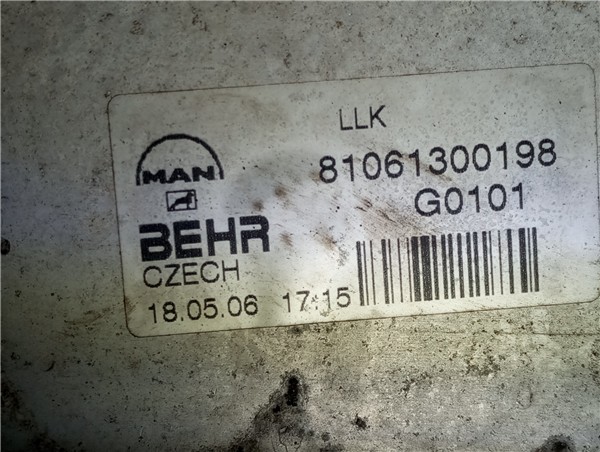 LLK
MAN
81061300198
G0101
BEHR
CZECH
18.05.06 17:15